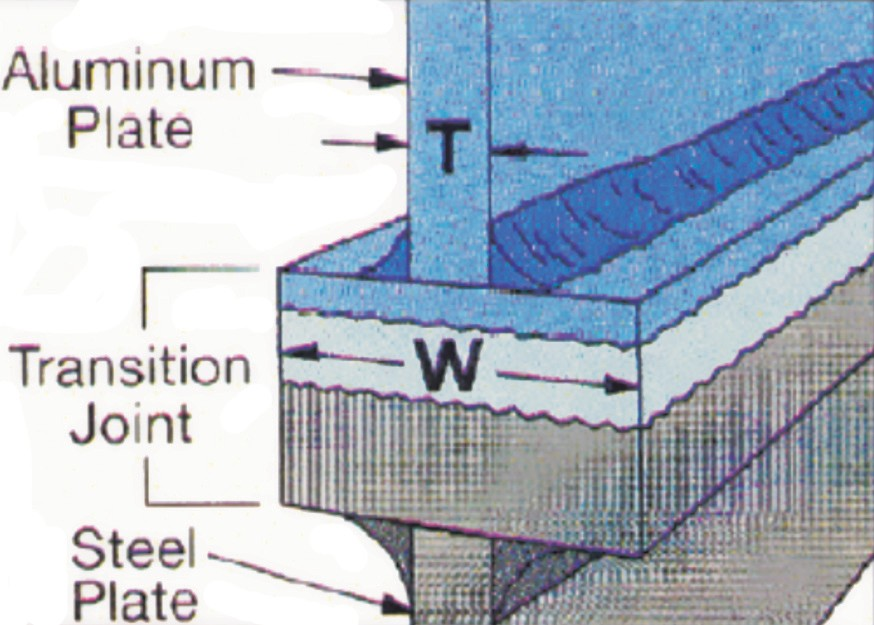 Aluminum
Plate
T
Transition
Joint
W
Steel
Plate